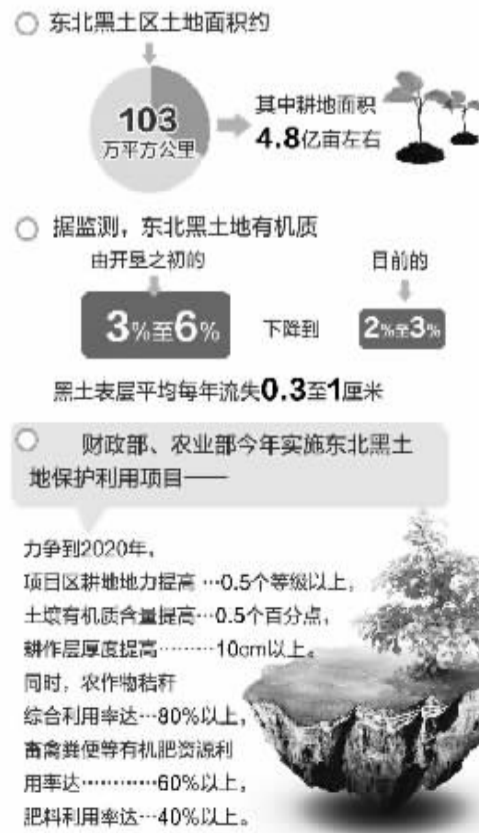 东北黑土区土地面积约
103
万平方公里
其中耕地面积
4.8亿亩左右
据监测，东北黑土地有机质
由开垦之初的
目前的
3%至6%
下降到
2%至3%
黑土表层平均每年流失0.3至1厘米
财政部、农业部今年实施东北黑土
地保护利用项目——
力争到2020年，
项目区耕地地力提高…0.5个等级以上，
土壤有机质含量提高…0.5个百分点，
耕作层厚度提高………10cm以上。
同时，农作物秸秆
综合利用率达…80%以上，
畜禽粪便等有机肥资源利
用率达…………60%以上，
肥料利用率达…40%以上。